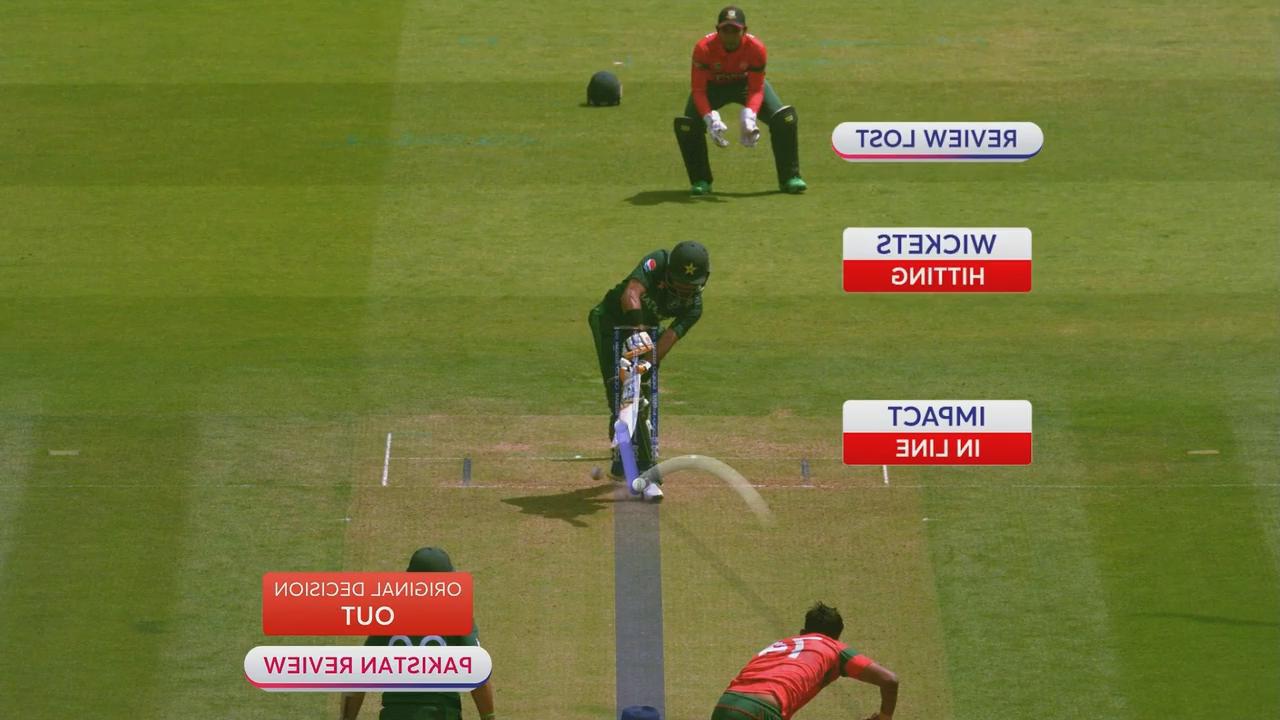 REVIEW LOST
WICKETS
HITTING
IMPACT
IN LINE
ORIGINAL DECISION
OUT
PAKISTAN REVIEW